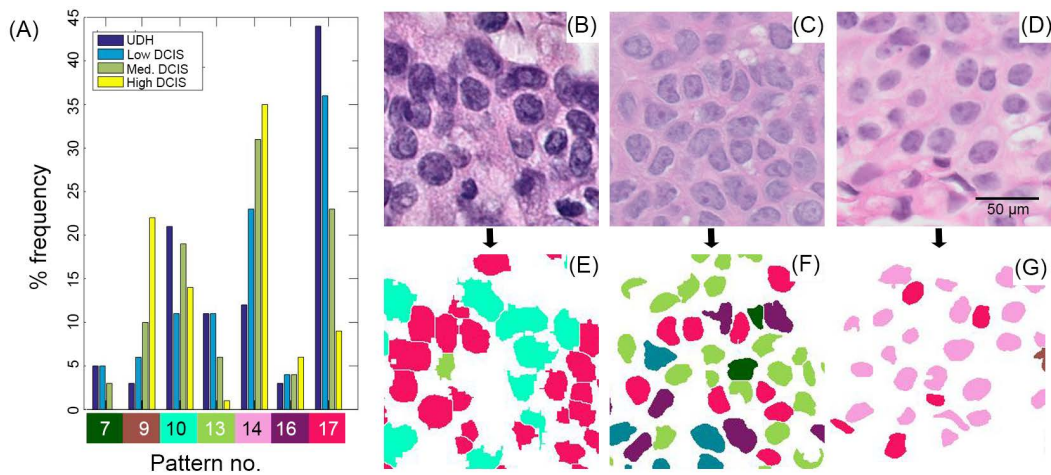 (A)
UDH
Low DCIS
Med. DCIS
High DCIS
% frequency
45
40
35
30
25
20
15
10
5
0
7 9 10 13 14 16 17
Pattern no.
(B)
(C)
(D)
50 µm
(E)
(F)
(G)